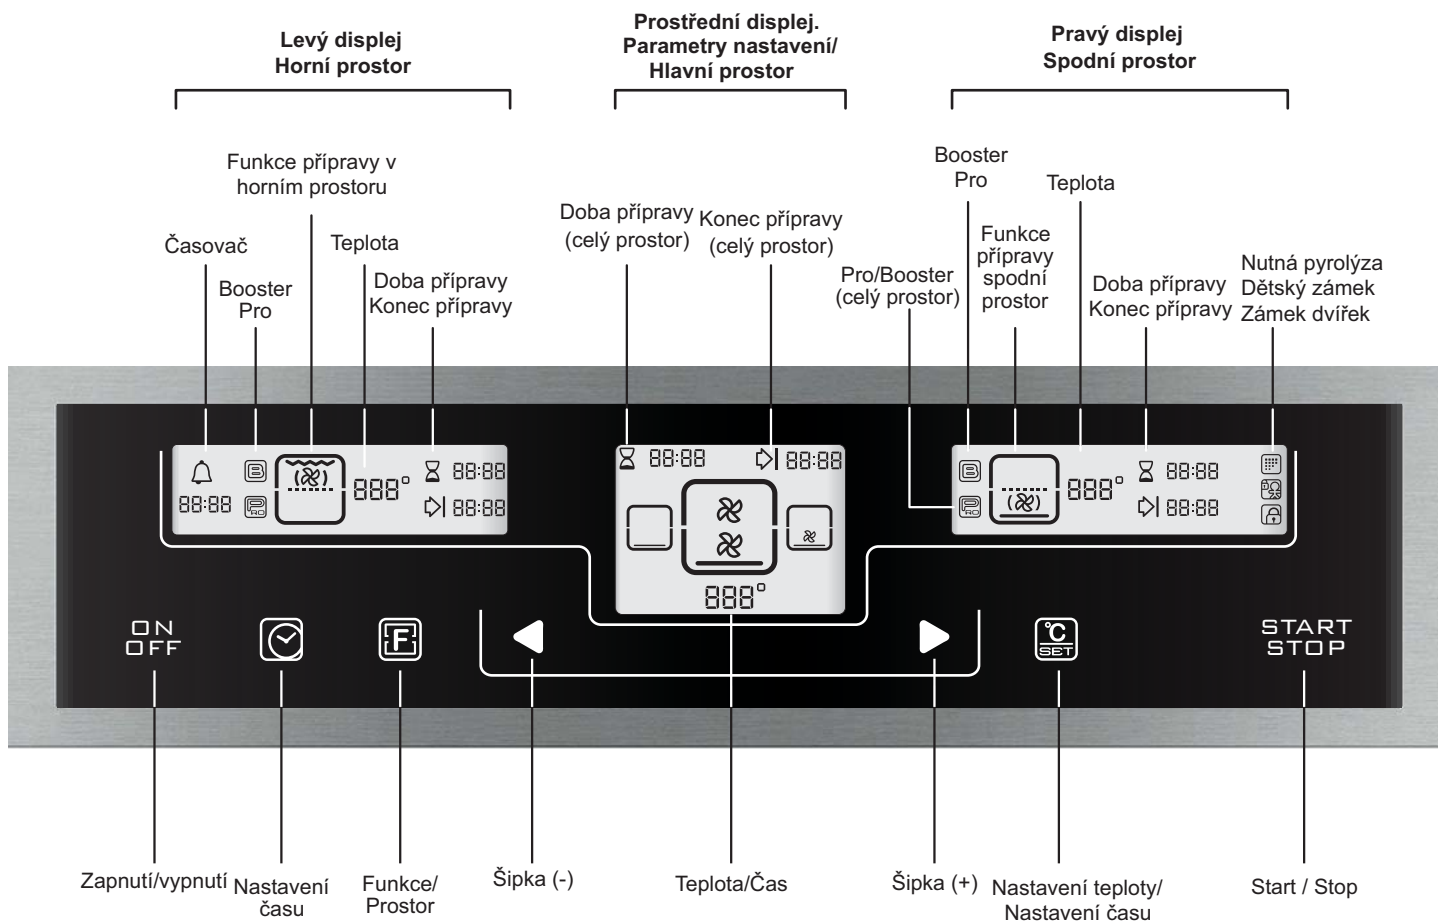 Levý displej
Horní prostor
Prostřední displej.
Parametry nastavení/
Hlavní prostor
Pravý displej
Spodní prostor
Funkce přípravy v
horním prostoru
Časovač
Booster
Pro
Teplota
Doba přípravy
Konec přípravy
Doba přípravy
(celý prostor)
Konec přípravy
(celý prostor)
Pro/Booster
(celý prostor)
Booster
Pro
Funkce
přípravy
spodní
prostor
Teplota
Doba přípravy
Konec přípravy
Nutná pyrolýza
Dětský zámek
Zámek dvířek
B
88:88
PRO
888°
88:88
88:88
88:88
88:88
888°
B
PRO
888°
88:88
88:88
ON
OFF
F
°C
SET
START
STOP
Zapnutí/vypnutí
Nastavení
času
Funkce/
Prostor
Šipka (-)
Teplota/Čas
Šipka (+)
Nastavení teploty/
Nastavení času
Start / Stop